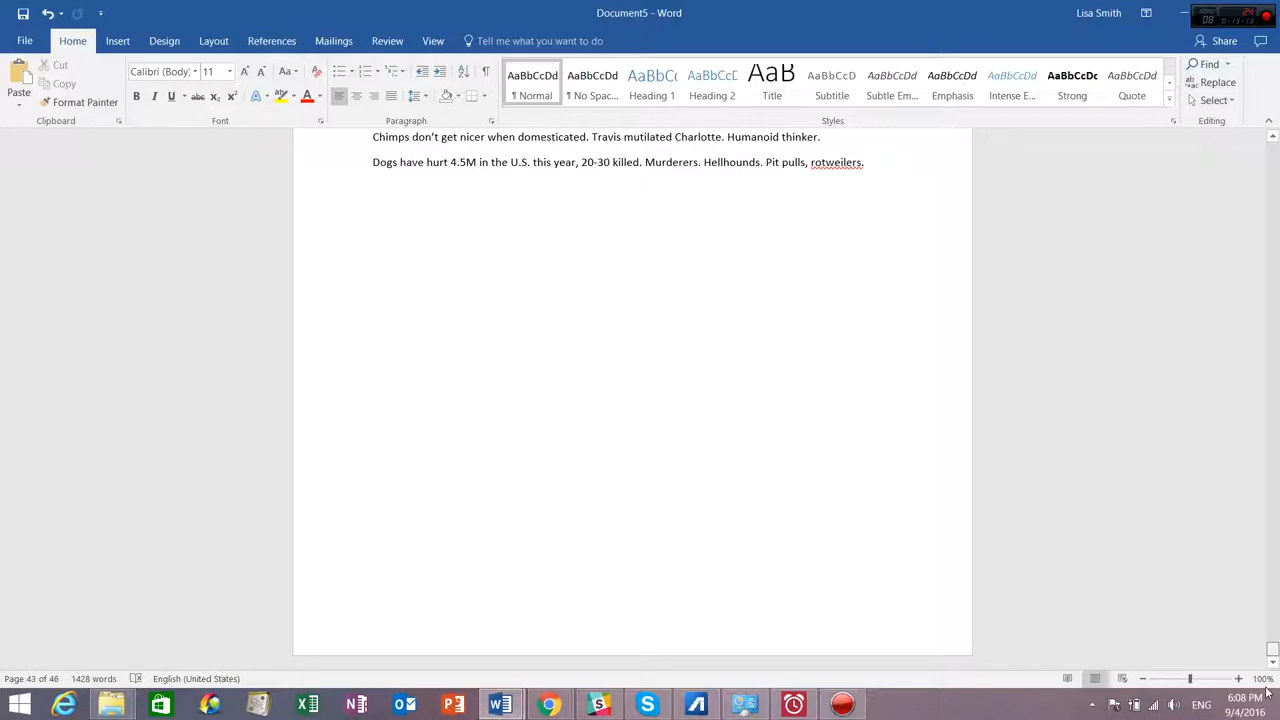 Document5 - Word
Lisa Smith
File Home Insert Design Layout References Mailings Review View Tell me what you want to do Share
Paste
Cut
Copy
Format Painter
Clipboard
Calibri (Body) 11
Font
Paragraph
AaBbCcDd AaBbCcDd AaBbCc AaBbCcD AaB AaBbCcD AaBbCcDd AaBbCcDd AaBbCcDd AaBbCcDc AaBbCcDd
¶ Normal ¶ No Spac... Heading 1 Heading 2 Title Subtitle Subtle Em... Emphasis Intense E... Strong Quote
Styles
Find
Replace
Select
Editing
Chimps don't get nicer when domesticated. Travis mutilated Charlotte. Humanoid thinker.
Dogs have hurt 4.5M in the U.S. this year, 20-30 killed. Murderers. Hellhounds. Pit pulls, rotweilers.
Page 43 of 46 1428 words English (United States) 100%
ENG
6:08 PM
9/4/2016